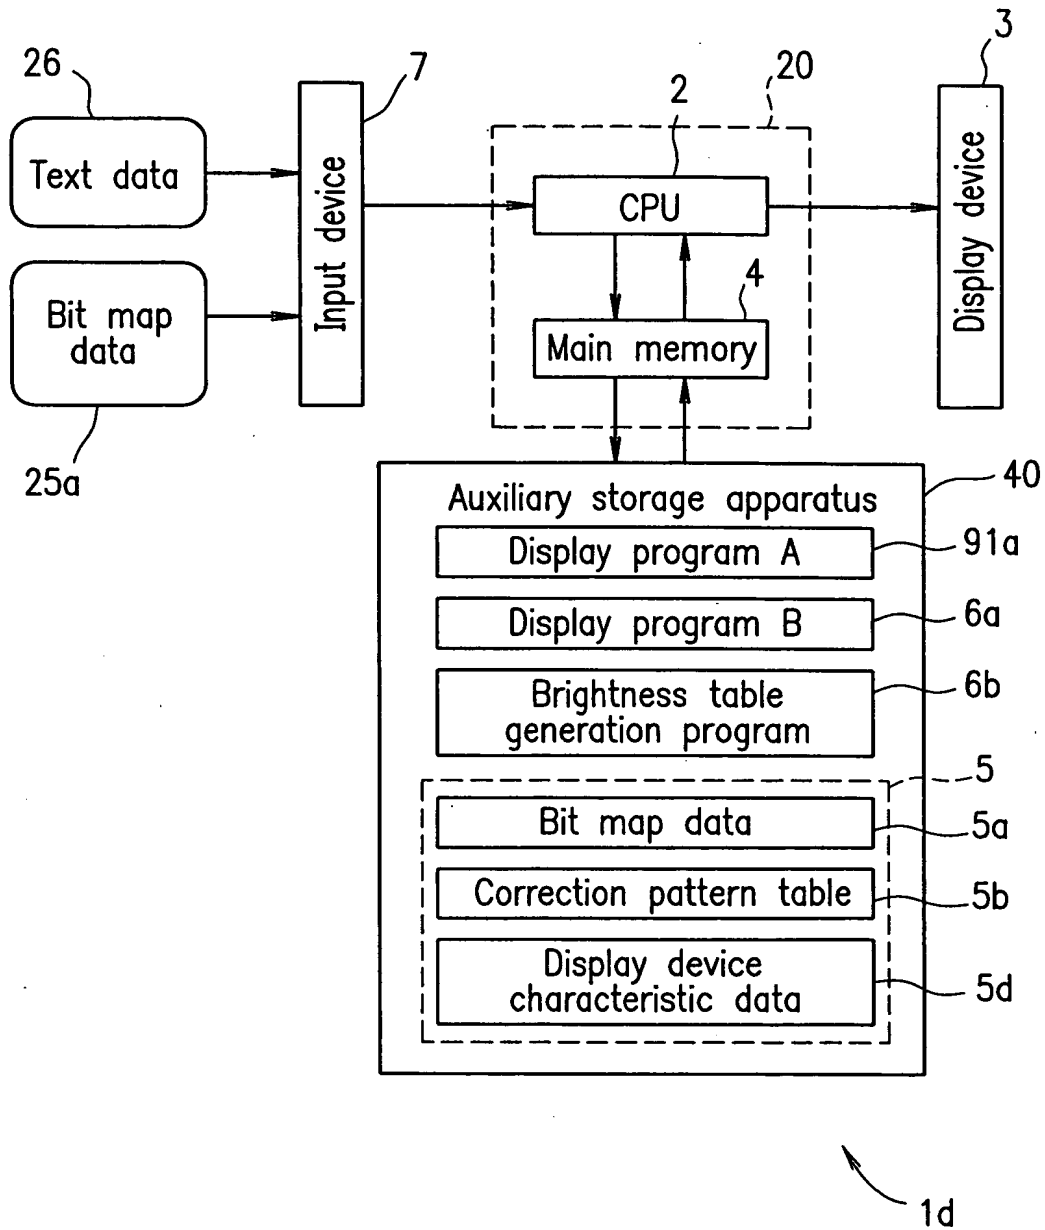 3
26
7
20
2
Text data
Input device
CPU
Display device
4
Bit map
data
Main memory
25a
40
Auxiliary storage apparatus
Display program A
91a
Display program B
6a
Brightness table
generation program
6b
5
Bit map data
5a
Correction pattern table
5b
Display device
characteristic data
5d
1d